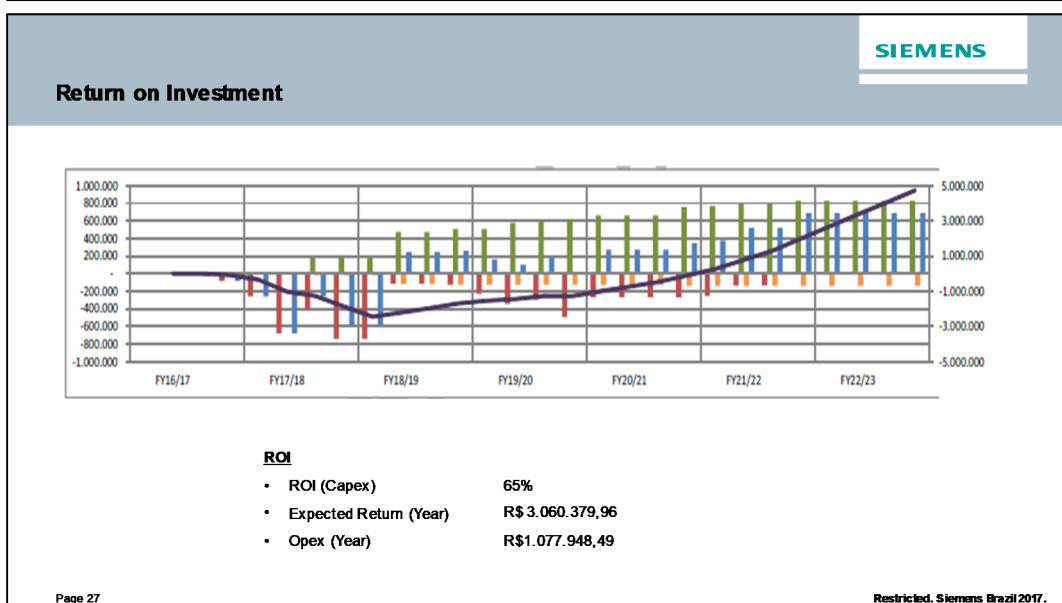 SIEMENS
Return on Investment
1.000.000
800.000
600.000
400.000
200.000
-
-200.000
-400.000
-600.000
-800.000
-1.000.000
5.000.000
3.000.000
1.000.000
-1.000.000
-3.000.000
-5.000.000
FY16/17 FY17/18 FY18/19 FY19/20 FY20/21 FY21/22 FY22/23
ROI
• ROI (Capex) 65%
• Expected Return (Year) R$ 3.060.379,96
• Opex (Year) R$1.077.948,49
Page 27 Restricted. Siemens Brazil 2017.